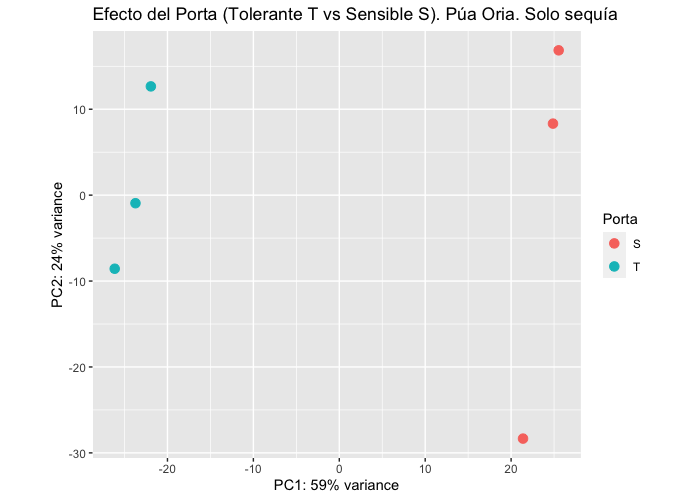 Efecto del Porta (Tolerante T vs Sensible S). Púa Oria. Solo sequía
10
0
-10
-20
-30
PC2: 24% variance
-20
-10
0
10
20
PC1: 59% variance
Porta
S
T